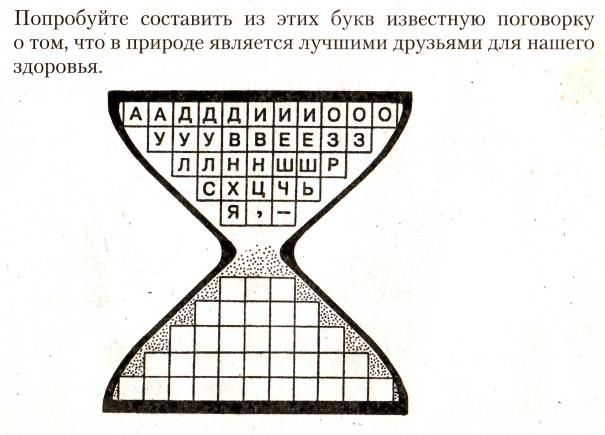 Попробуйте составить из этих букв известную поговорку
о том, что в природе является лучшими друзьями для нашего
здоровья.
А А Д Д Д И И И О О О
У У У В В Е Е З З
Л Л Н Н Ш Ш Р
С Х Ц Ч Ь
Я , –